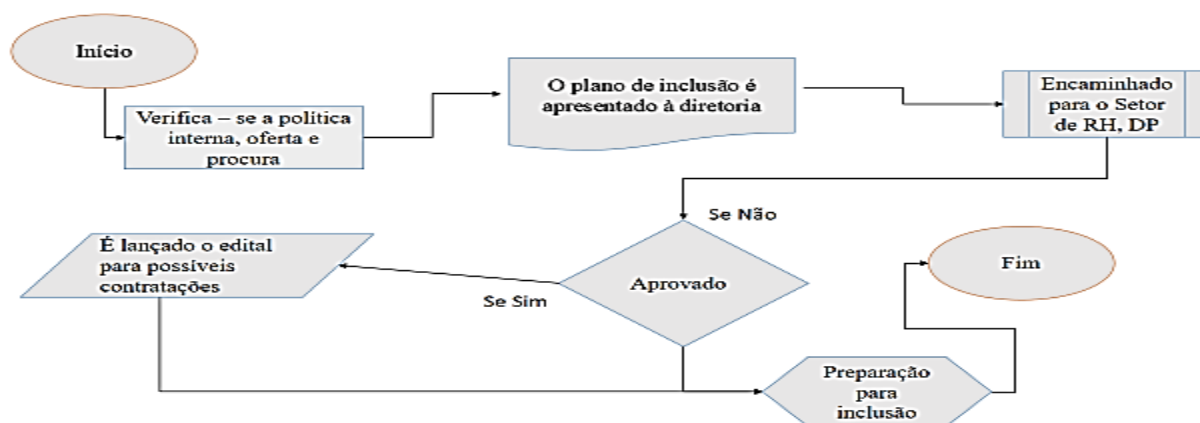 Início
Verifica – se a política
interna, oferta e
procura
O plano de inclusão é
apresentado à diretoria
Encaminhado
para o Setor
de RH, DP
Se Não
Aprovado
Se Sim
É lançado o edital
para possíveis
contratações
Fim
Preparação
para
inclusão